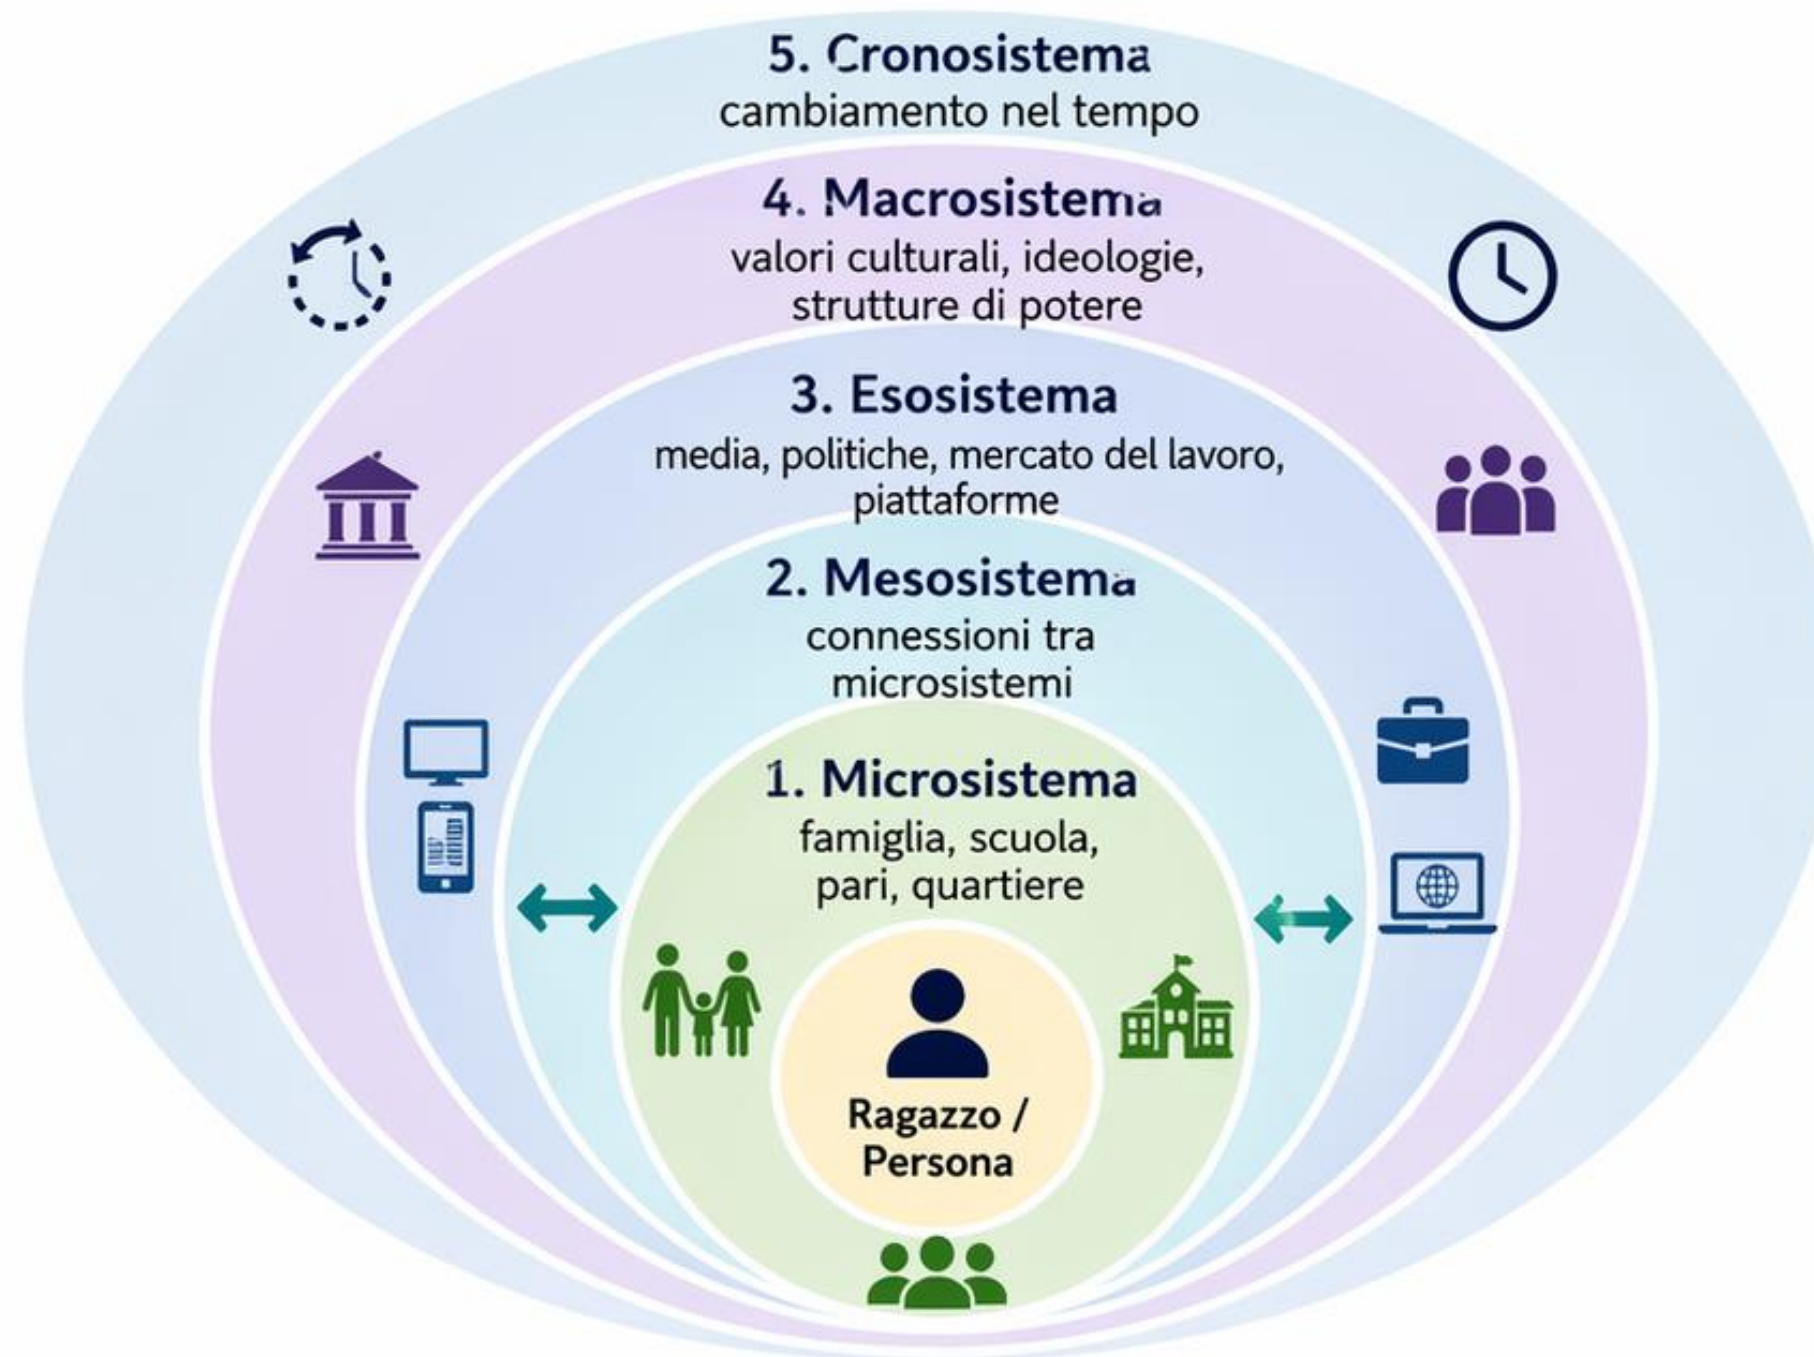 5. Cronosistema
cambiamento nel tempo
4. Macrosistema
valori culturali, ideologie,
strutture di potere
3. Esosistema
media, politiche, mercato del lavoro,
piattaforme
2. Mesosistema
connessioni tra
microsistemi
1. Microsistema
famiglia, scuola,
pari, quartiere
Ragazzo /
Persona